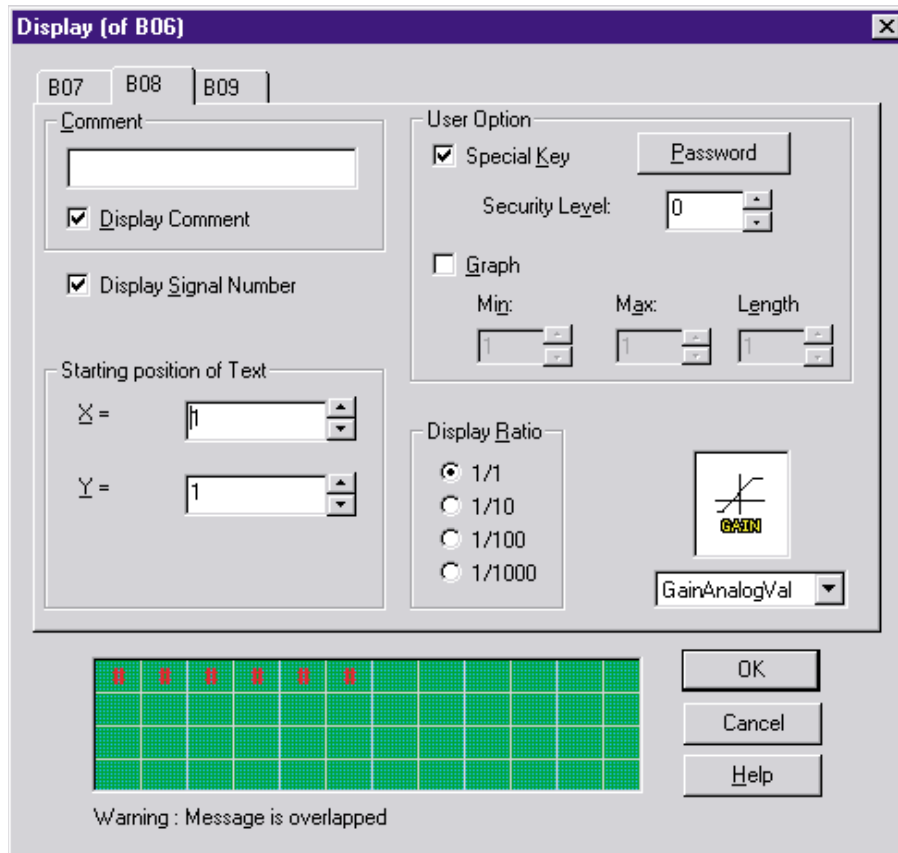 Display (of B06)
B07 B08 B09
Comment
Display Comment
Display Signal Number
Starting position of Text
X = 1
Y = 1
User Option
Special Key
Password
Security Level: 0
Graph
Min: Max: Length
1 1 1
Display Ratio
1/1
1/10
1/100
1/1000
GAIN
GainAnalogVal
# # # # # #
OK
Cancel
Help
Warning : Message is overlapped